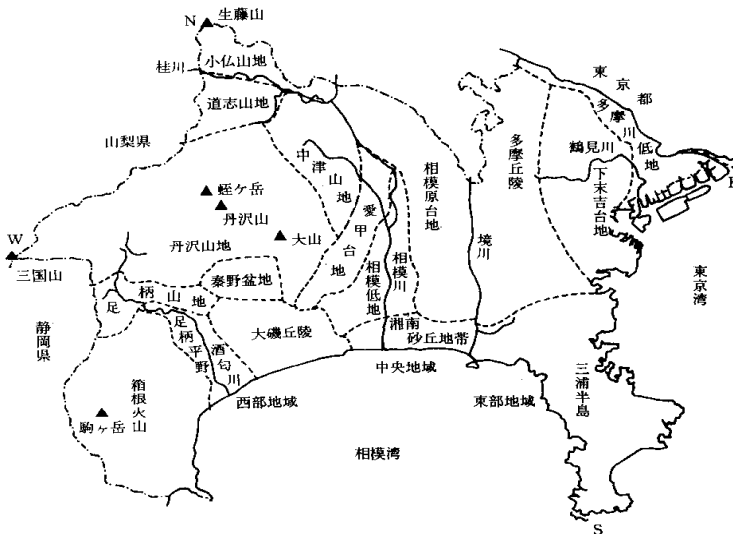 N
生藤山
小仏山地
桂川
道志山地
山梨県
東京都
多摩川低地
鶴見川
下末吉台地
多摩丘陵
中津山地
相模原台地
愛甲台地
蛭ケ岳
丹沢山
大山
丹沢山地
W
三国山
境川
相模川
相模低地
東京湾
秦野盆地
足柄山地
静岡県
足柄平野
酒匂川
大磯丘陵
湘南
砂丘地帯
中央地域
西部地域
東部地域
三浦半島
箱根火山
駒ヶ岳
相模湾
S